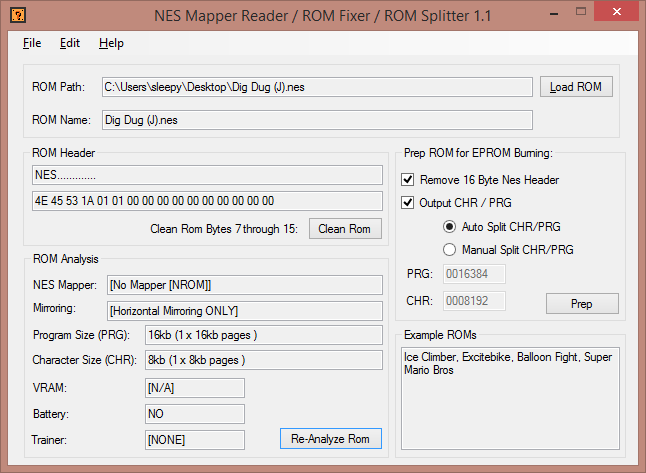 NES Mapper Reader / ROM Fixer / ROM Splitter 1.1
File Edit Help
ROM Path: C:\Users\sleepy\Desktop\Dig Dug (J).nes Load ROM
ROM Name: Dig Dug (J).nes
ROM Header
NES.............
4E 45 53 1A 01 01 00 00 00 00 00 00 00 00 00 00
Clean Rom Bytes 7 through 15: Clean Rom
ROM Analysis
NES Mapper: [No Mapper [NROM]]
Mirroring: [Horizontal Mirroring ONLY]
Program Size (PRG): 16kb (1 x 16kb pages )
Character Size (CHR): 8kb (1 x 8kb pages )
VRAM: [N/A]
Battery: NO
Trainer: [NONE] Re-Analyze Rom
Prep ROM for EPROM Burning:
Remove 16 Byte Nes Header
Output CHR / PRG
Auto Split CHR/PRG
Manual Split CHR/PRG
PRG: 0016384
CHR: 0008192 Prep
Example ROMs
Ice Climber, Excitebike, Balloon Fight, Super
Mario Bros